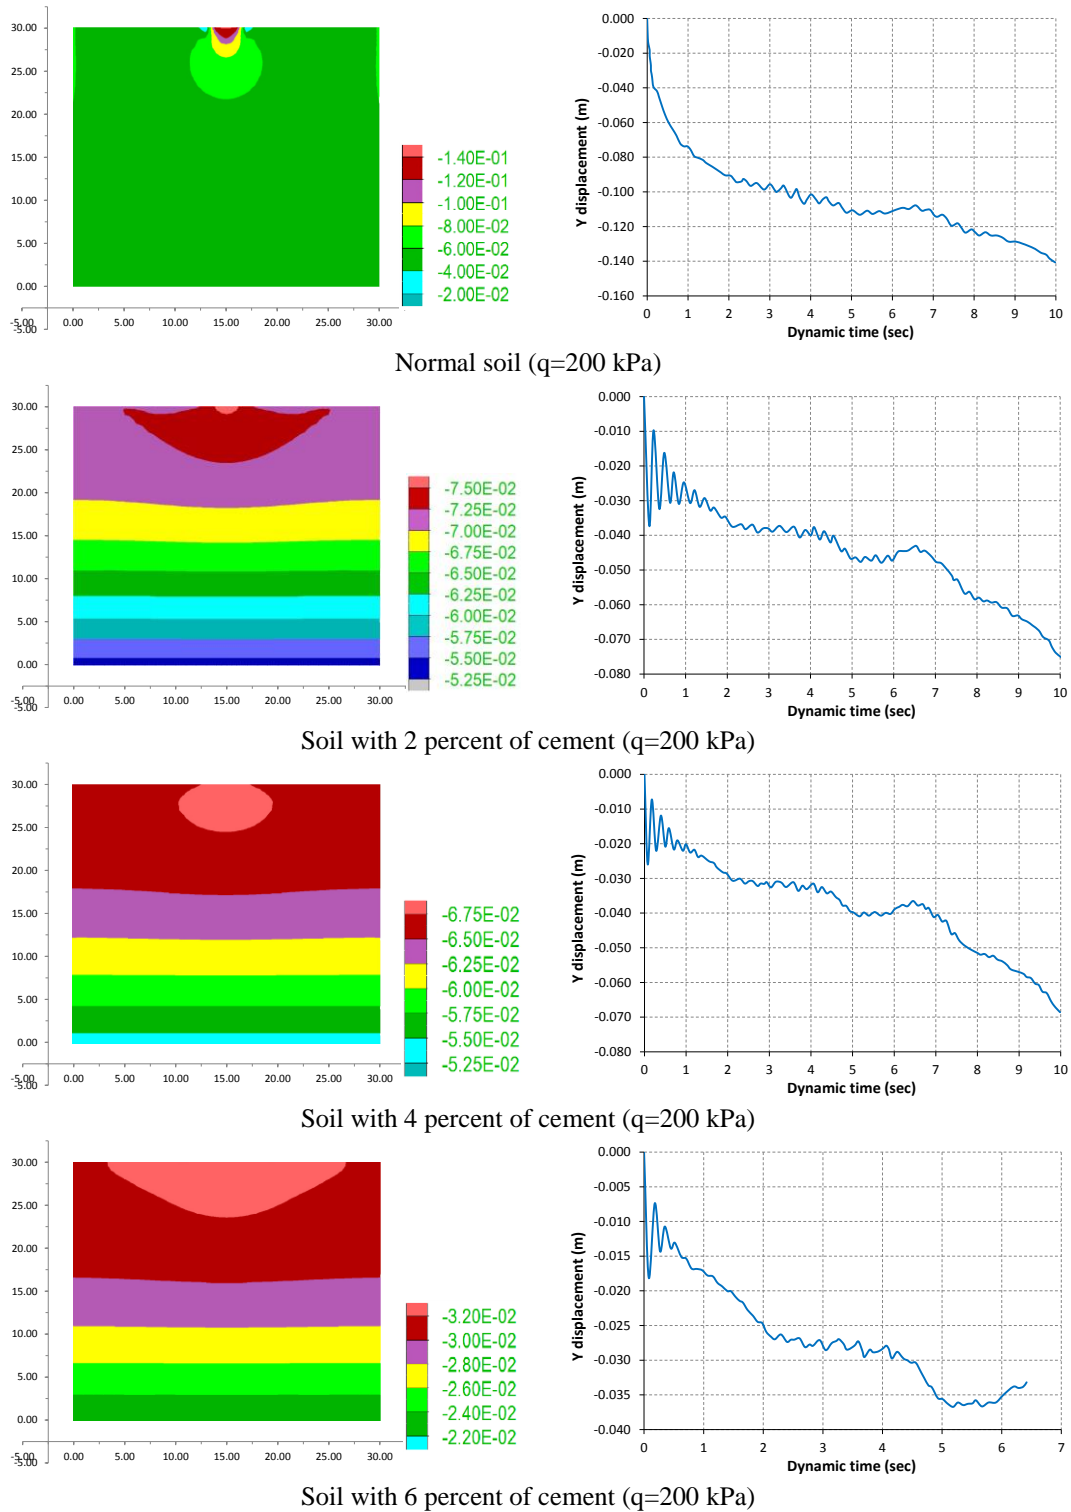 30.00
25.00
20.00
15.00
10.00
5.00
0.00
-5.00
-5.00 0.00 5.00 10.00 15.00 20.00 25.00 30.00
-1.40E-01
-1.20E-01
-1.00E-01
-8.00E-02
-6.00E-02
-4.00E-02
-2.00E-02
0.000
-0.020
-0.040
-0.060
-0.080
-0.100
-0.120
-0.140
-0.160
Y displacement (m)
0 1 2 3 4 5 6 7 8 9 10
Dynamic time (sec)
Normal soil (q=200 kPa)
30.00
25.00
20.00
15.00
10.00
5.00
0.00
-5.00
-5.00 0.00 5.00 10.00 15.00 20.00 25.00 30.00
-7.50E-02
-7.25E-02
-7.00E-02
-6.75E-02
-6.50E-02
-6.25E-02
-6.00E-02
-5.75E-02
-5.50E-02
-5.25E-02
0.000
-0.010
-0.020
-0.030
-0.040
-0.050
-0.060
-0.070
-0.080
Y displacement (m)
0 1 2 3 4 5 6 7 8 9 10
Dynamic time (sec)
Soil with 2 percent of cement (q=200 kPa)
30.00
25.00
20.00
15.00
10.00
5.00
0.00
-5.00
-5.00 0.00 5.00 10.00 15.00 20.00 25.00 30.00
-6.75E-02
-6.50E-02
-6.25E-02
-6.00E-02
-5.75E-02
-5.50E-02
-5.25E-02
0.000
-0.010
-0.020
-0.030
-0.040
-0.050
-0.060
-0.070
-0.080
Y displacement (m)
0 1 2 3 4 5 6 7 8 9 10
Dynamic time (sec)
Soil with 4 percent of cement (q=200 kPa)
30.00
25.00
20.00
15.00
10.00
5.00
0.00
-5.00
-5.00 0.00 5.00 10.00 15.00 20.00 25.00 30.00
-3.20E-02
-3.00E-02
-2.80E-02
-2.60E-02
-2.40E-02
-2.20E-02
0.000
-0.005
-0.010
-0.015
-0.020
-0.025
-0.030
-0.035
-0.040
Y displacement (m)
0 1 2 3 4 5 6 7
Dynamic time (sec)
Soil with 6 percent of cement (q=200 kPa)